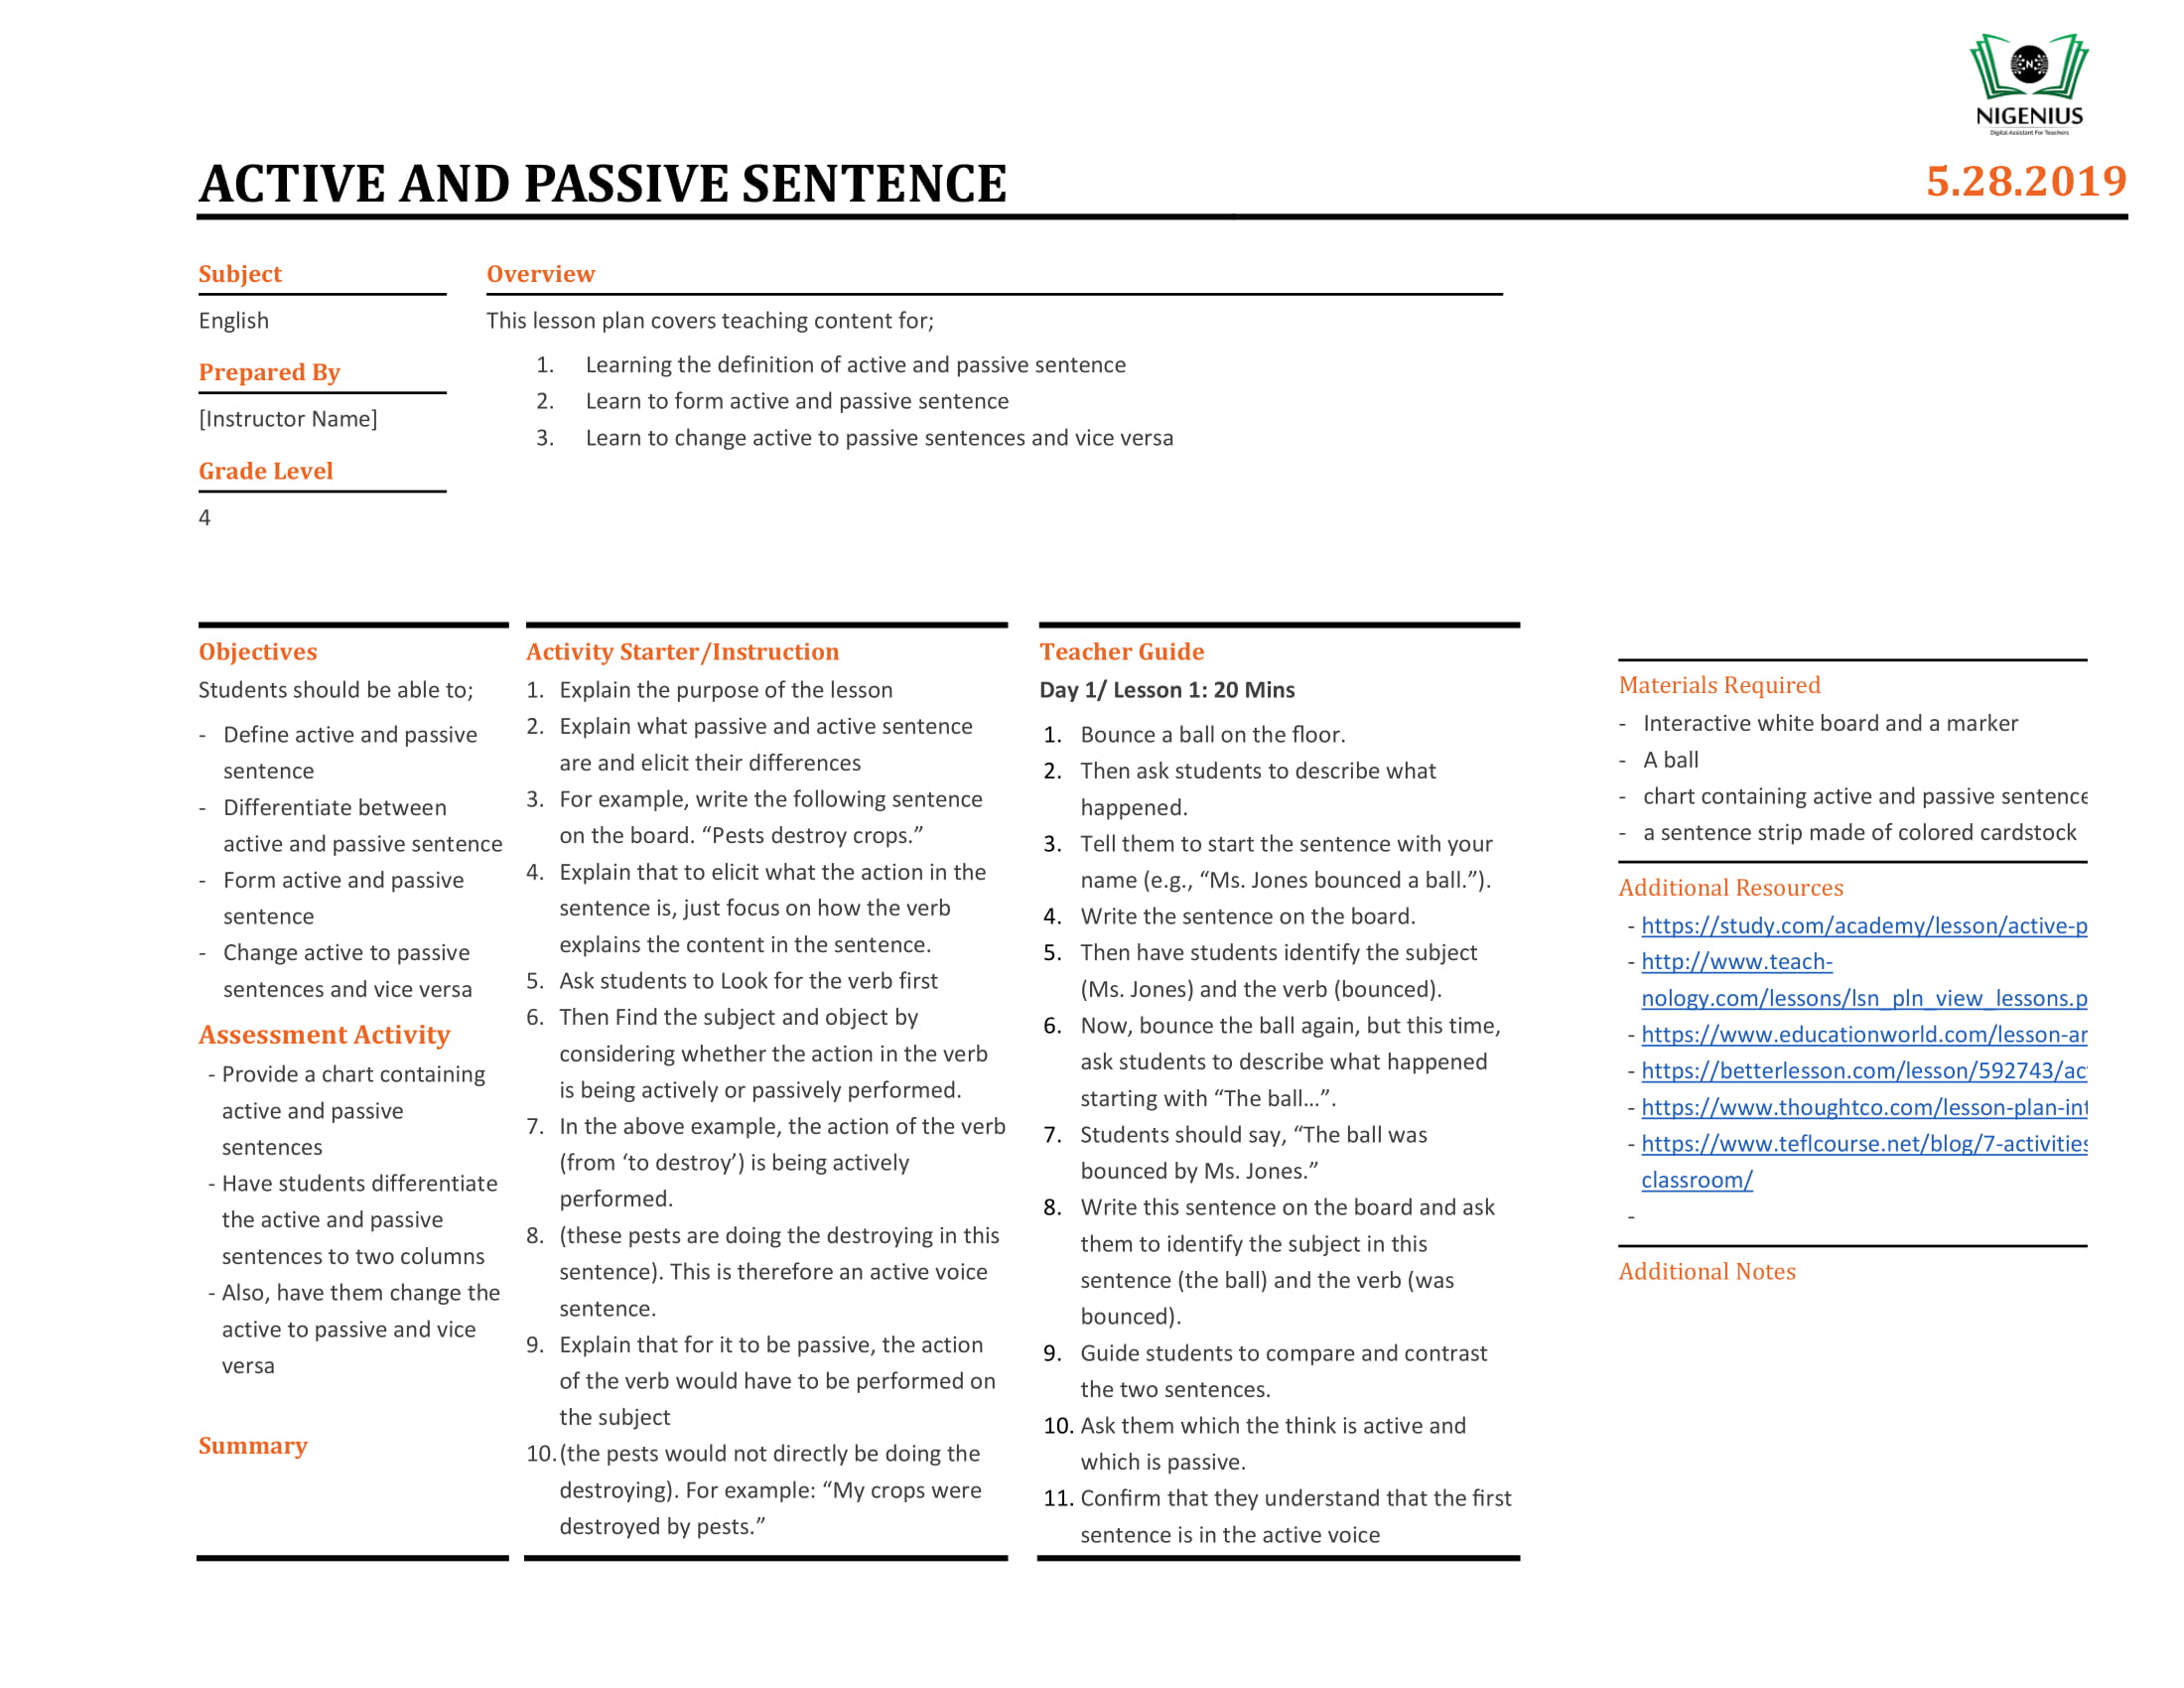 NIGENIUS
Digital Assistant For Teachers
ACTIVE AND PASSIVE SENTENCE
5.28.2019
Subject
English
Prepared By
[Instructor Name]
Grade Level
4
Overview
This lesson plan covers teaching content for;
1. Learning the definition of active and passive sentence
2. Learn to form active and passive sentence
3. Learn to change active to passive sentences and vice versa
Objectives
Students should be able to;
- Define active and passive
sentence
- Differentiate between
active and passive sentence
- Form active and passive
sentence
- Change active to passive
sentences and vice versa
Assessment Activity
- Provide a chart containing
active and passive
sentences
- Have students differentiate
the active and passive
sentences to two columns
- Also, have them change the
active to passive and vice
versa
Summary
Activity Starter/Instruction
1. Explain the purpose of the lesson
2. Explain what passive and active sentence
are and elicit their differences
3. For example, write the following sentence
on the board. “Pests destroy crops.”
4. Explain that to elicit what the action in the
sentence is, just focus on how the verb
explains the content in the sentence.
5. Ask students to Look for the verb first
6. Then Find the subject and object by
considering whether the action in the verb
is being actively or passively performed.
7. In the above example, the action of the verb
(from ‘to destroy’) is being actively
performed.
8. (these pests are doing the destroying in this
sentence). This is therefore an active voice
sentence.
9. Explain that for it to be passive, the action
of the verb would have to be performed on
the subject
10. (the pests would not directly be doing the
destroying). For example: “My crops were
destroyed by pests.”
Teacher Guide
Day 1/ Lesson 1: 20 Mins
1. Bounce a ball on the floor.
2. Then ask students to describe what
happened.
3. Tell them to start the sentence with your
name (e.g., “Ms. Jones bounced a ball.”).
4. Write the sentence on the board.
5. Then have students identify the subject
(Ms. Jones) and the verb (bounced).
6. Now, bounce the ball again, but this time,
ask students to describe what happened
starting with “The ball…”.
7. Students should say, “The ball was
bounced by Ms. Jones.”
8. Write this sentence on the board and ask
them to identify the subject in this
sentence (the ball) and the verb (was
bounced).
9. Guide students to compare and contrast
the two sentences.
10. Ask them which the think is active and
which is passive.
11. Confirm that they understand that the first
sentence is in the active voice
Materials Required
- Interactive white board and a marker
- A ball
- chart containing active and passive sentence
- a sentence strip made of colored cardstock
Additional Resources
- https://study.com/academy/lesson/active-p
- http://www.teach-
nology.com/lessons/lsn_pln_view_lessons.p
- https://www.educationworld.com/lesson-ar
- https://betterlesson.com/lesson/592743/ac
- https://www.thoughtco.com/lesson-plan-int
- https://www.teflcourse.net/blog/7-activities
classroom/
-
Additional Notes